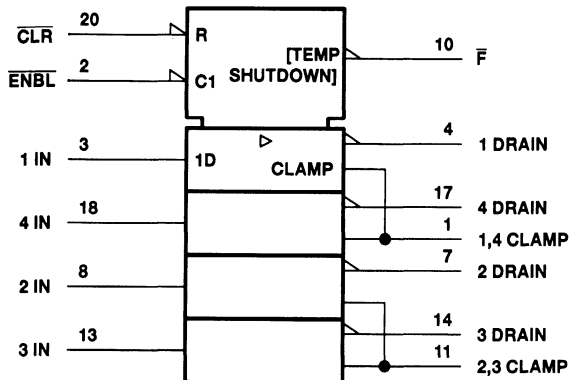 C̅L̅R̅ 20 R
[TEMP SHUTDOWN] 10 F̅
E̅N̅B̅L̅ 2 C1
1 IN 3 1D
4 1 DRAIN
CLAMP
4 IN 18
17 4 DRAIN
1 1,4 CLAMP
2 IN 8
7 2 DRAIN
3 IN 13
14 3 DRAIN
11 2,3 CLAMP